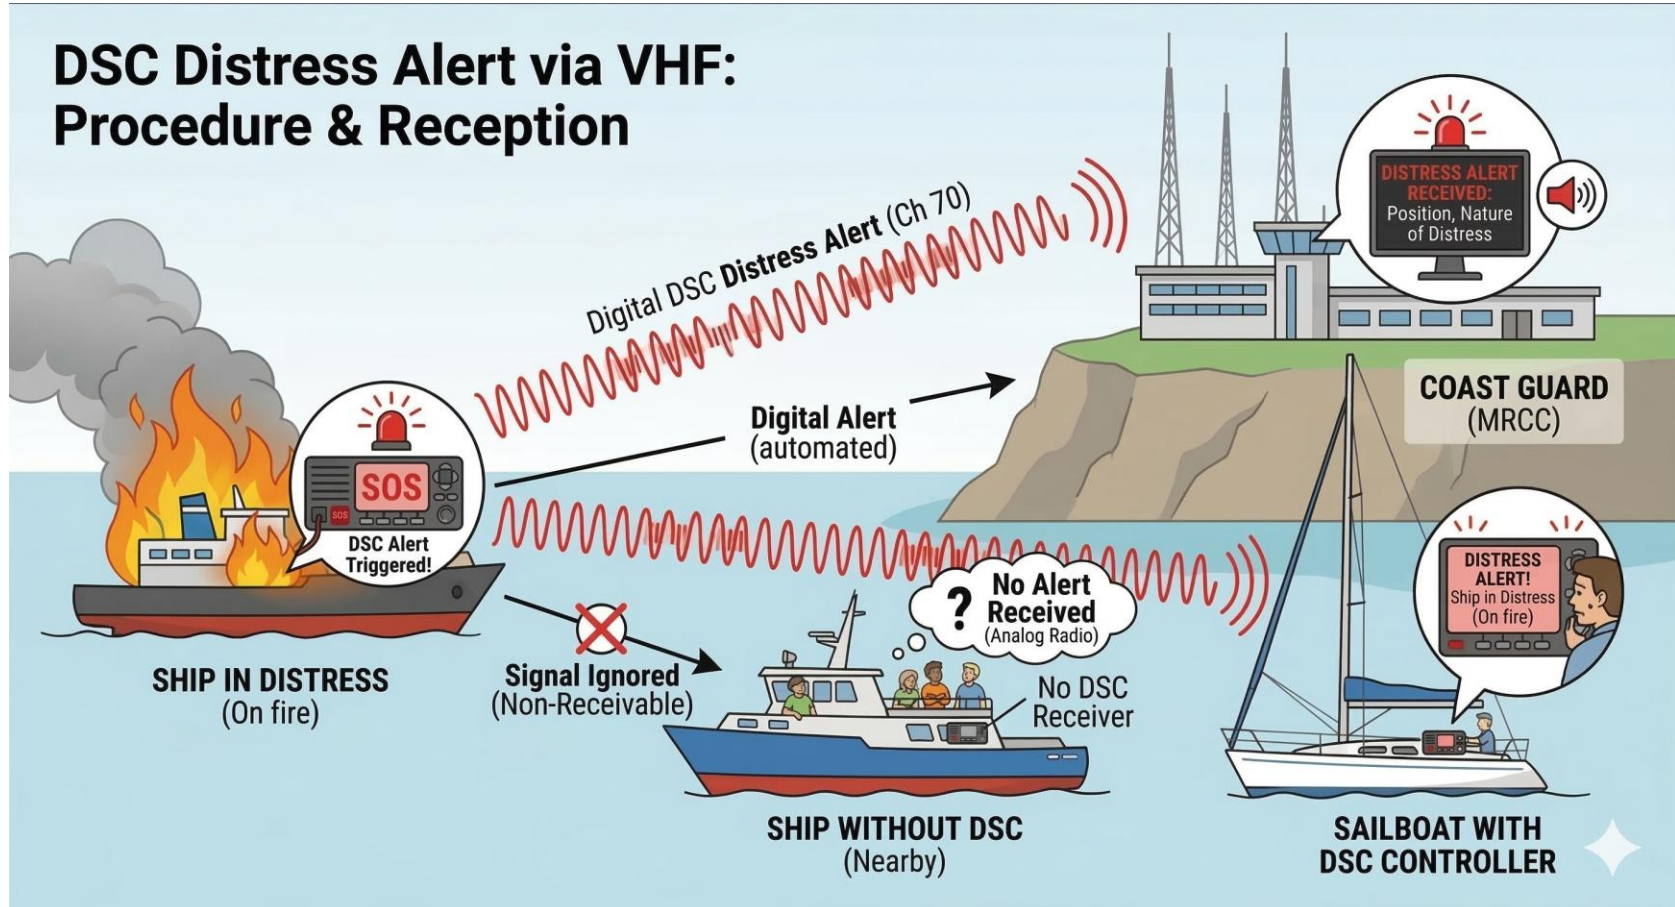 DSC Distress Alert via VHF:
Procedure & Reception
Digital DSC Distress Alert (Ch 70)
DISTRESS ALERT
RECEIVED:
Position, Nature
of Distress
COAST GUARD
(MRCC)
Digital Alert
(automated)
SOS
SOS
DSC Alert
Triggered!
SHIP IN DISTRESS
(On fire)
Signal Ignored
(Non-Receivable)
?
No Alert
Received
(Analog Radio)
No DSC
Receiver
SHIP WITHOUT DSC
(Nearby)
DISTRESS
ALERT!
Ship in Distress
(On fire)
SAILBOAT WITH
DSC CONTROLLER